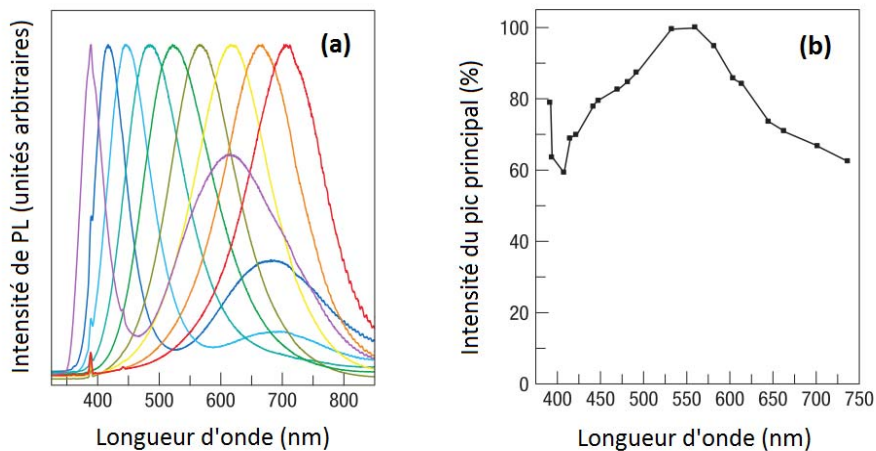 (a)
Intensité de PL (unités arbitraires)
400 500 600 700 800
Longueur d'onde (nm)
(b)
Intensité du pic principal (%)
100
80
60
40
20
0
400 450 500 550 600 650 700 750
Longueur d'onde (nm)